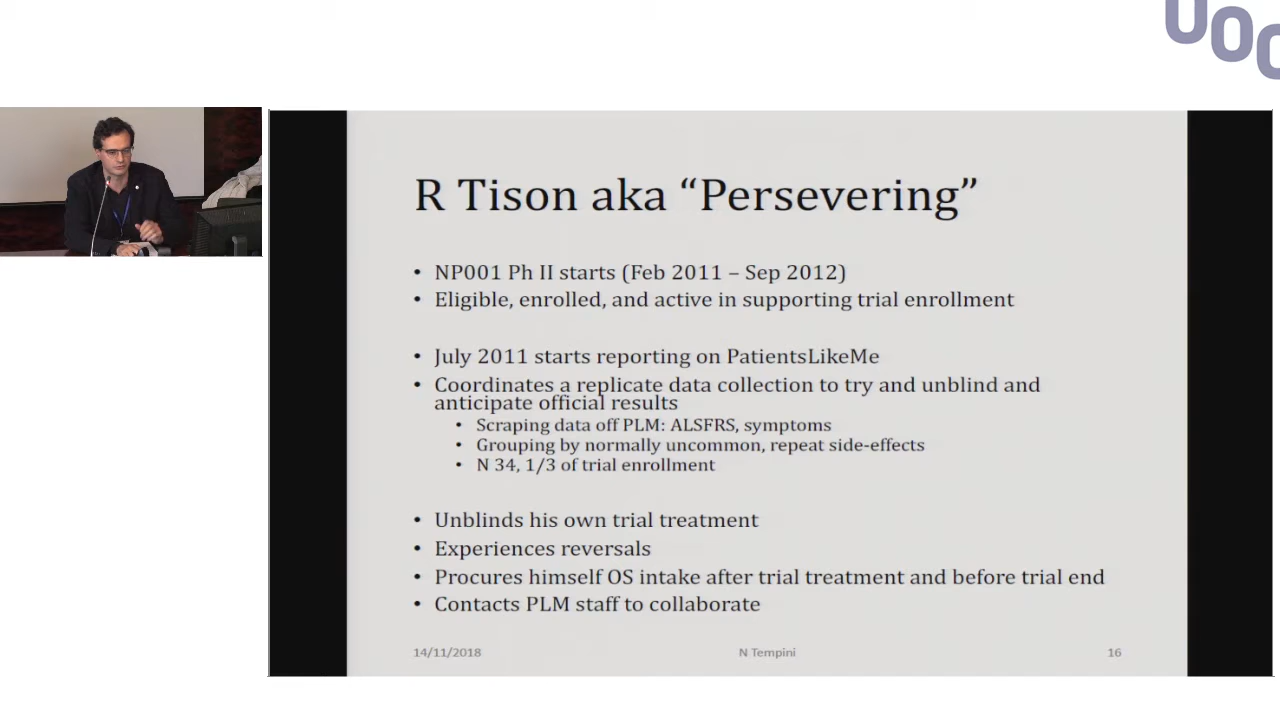 UOC
R Tison aka “Persevering”
• NP001 Ph II starts (Feb 2011 – Sep 2012)
• Eligible, enrolled, and active in supporting trial enrollment
• July 2011 starts reporting on PatientsLikeMe
• Coordinates a replicate data collection to try and unblind and
anticipate official results
• Scraping data off PLM: ALSFRS, symptoms
• Grouping by normally uncommon, repeat side-effects
• N 34, 1/3 of trial enrollment
• Unblinds his own trial treatment
• Experiences reversals
• Procures himself OS intake after trial treatment and before trial end
• Contacts PLM staff to collaborate
14/11/2018 N Tempini 16